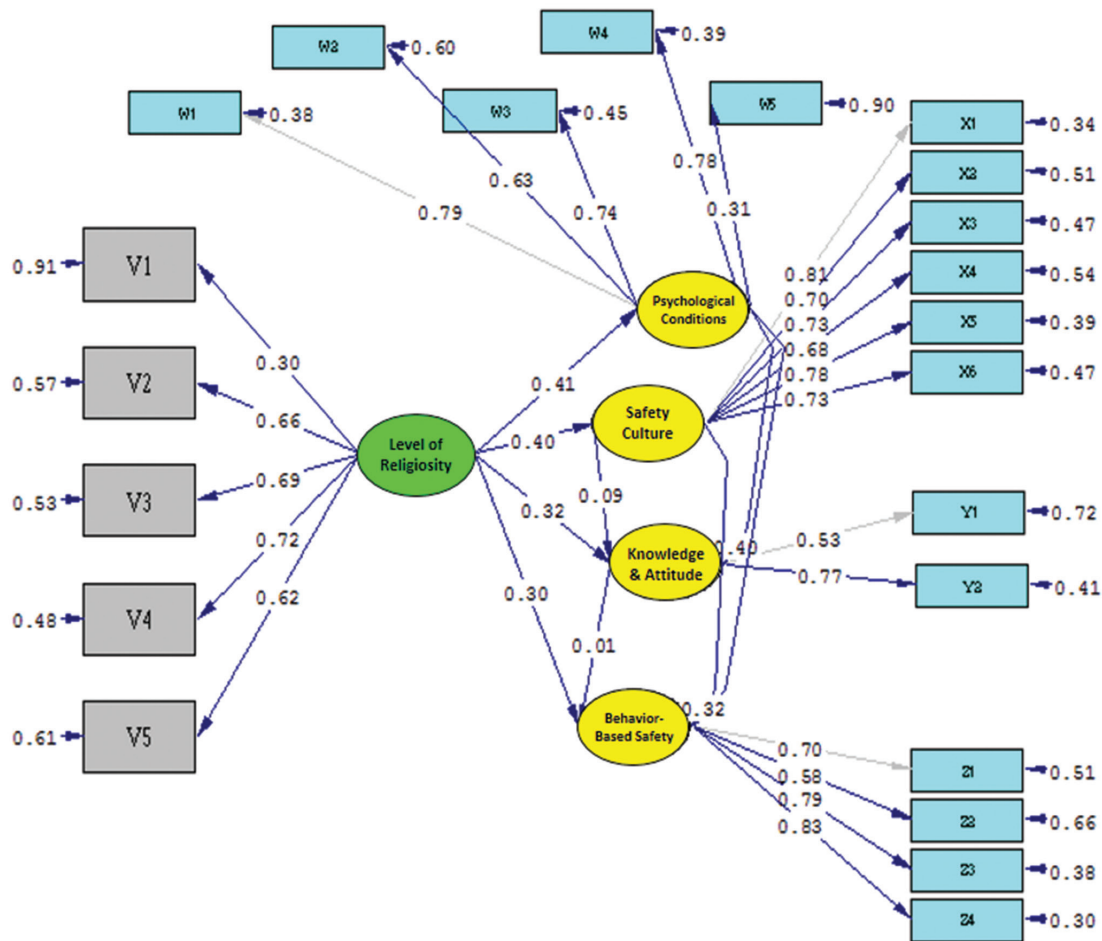 W4
0.39
W2
0.60
W5
0.90
W1
0.38
W3
0.45
X1
0.34
X2
0.51
X3
0.47
X4
0.54
X5
0.39
X6
0.47
0.78
0.63
0.79
0.74
0.31
0.81
0.70
0.73
0.68
0.78
0.73
0.91
V1
0.57
V2
0.53
V3
0.48
V4
0.61
V5
0.30
0.66
0.69
0.72
0.62
Level of
Religiosity
0.41
0.40
0.32
0.30
Psychological
Conditions
Safety
Culture
0.09
Knowledge
& Attitude
0.01
Behavior-
Based Safety
0.40
0.32
0.53
0.77
Y1
0.72
Y2
0.41
0.70
0.58
0.79
0.83
Z1
0.51
Z2
0.66
Z3
0.38
Z4
0.30